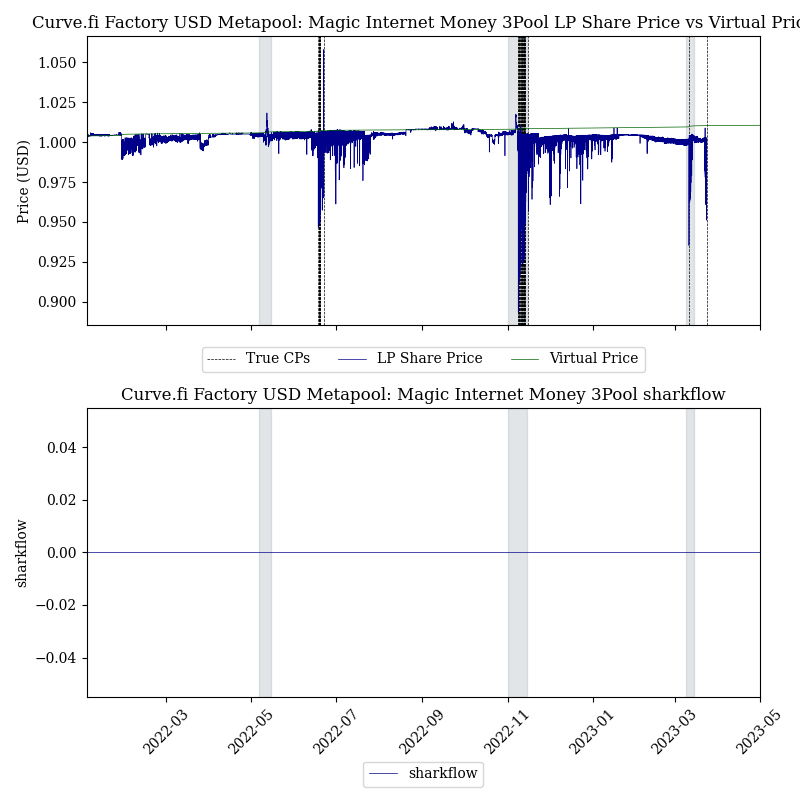 Curve.fi Factory USD Metapool: Magic Internet Money 3Pool LP Share Price vs Virtual Pric
1.050
1.025
1.000
0.975
0.950
0.925
0.900
Price (USD)
True CPs LP Share Price Virtual Price
Curve.fi Factory USD Metapool: Magic Internet Money 3Pool sharkflow
0.04
0.02
0.00
−0.02
−0.04
sharkflow
2022-03 2022-05 2022-07 2022-09 2022-11 2023-01 2023-03 2023-05
sharkflow